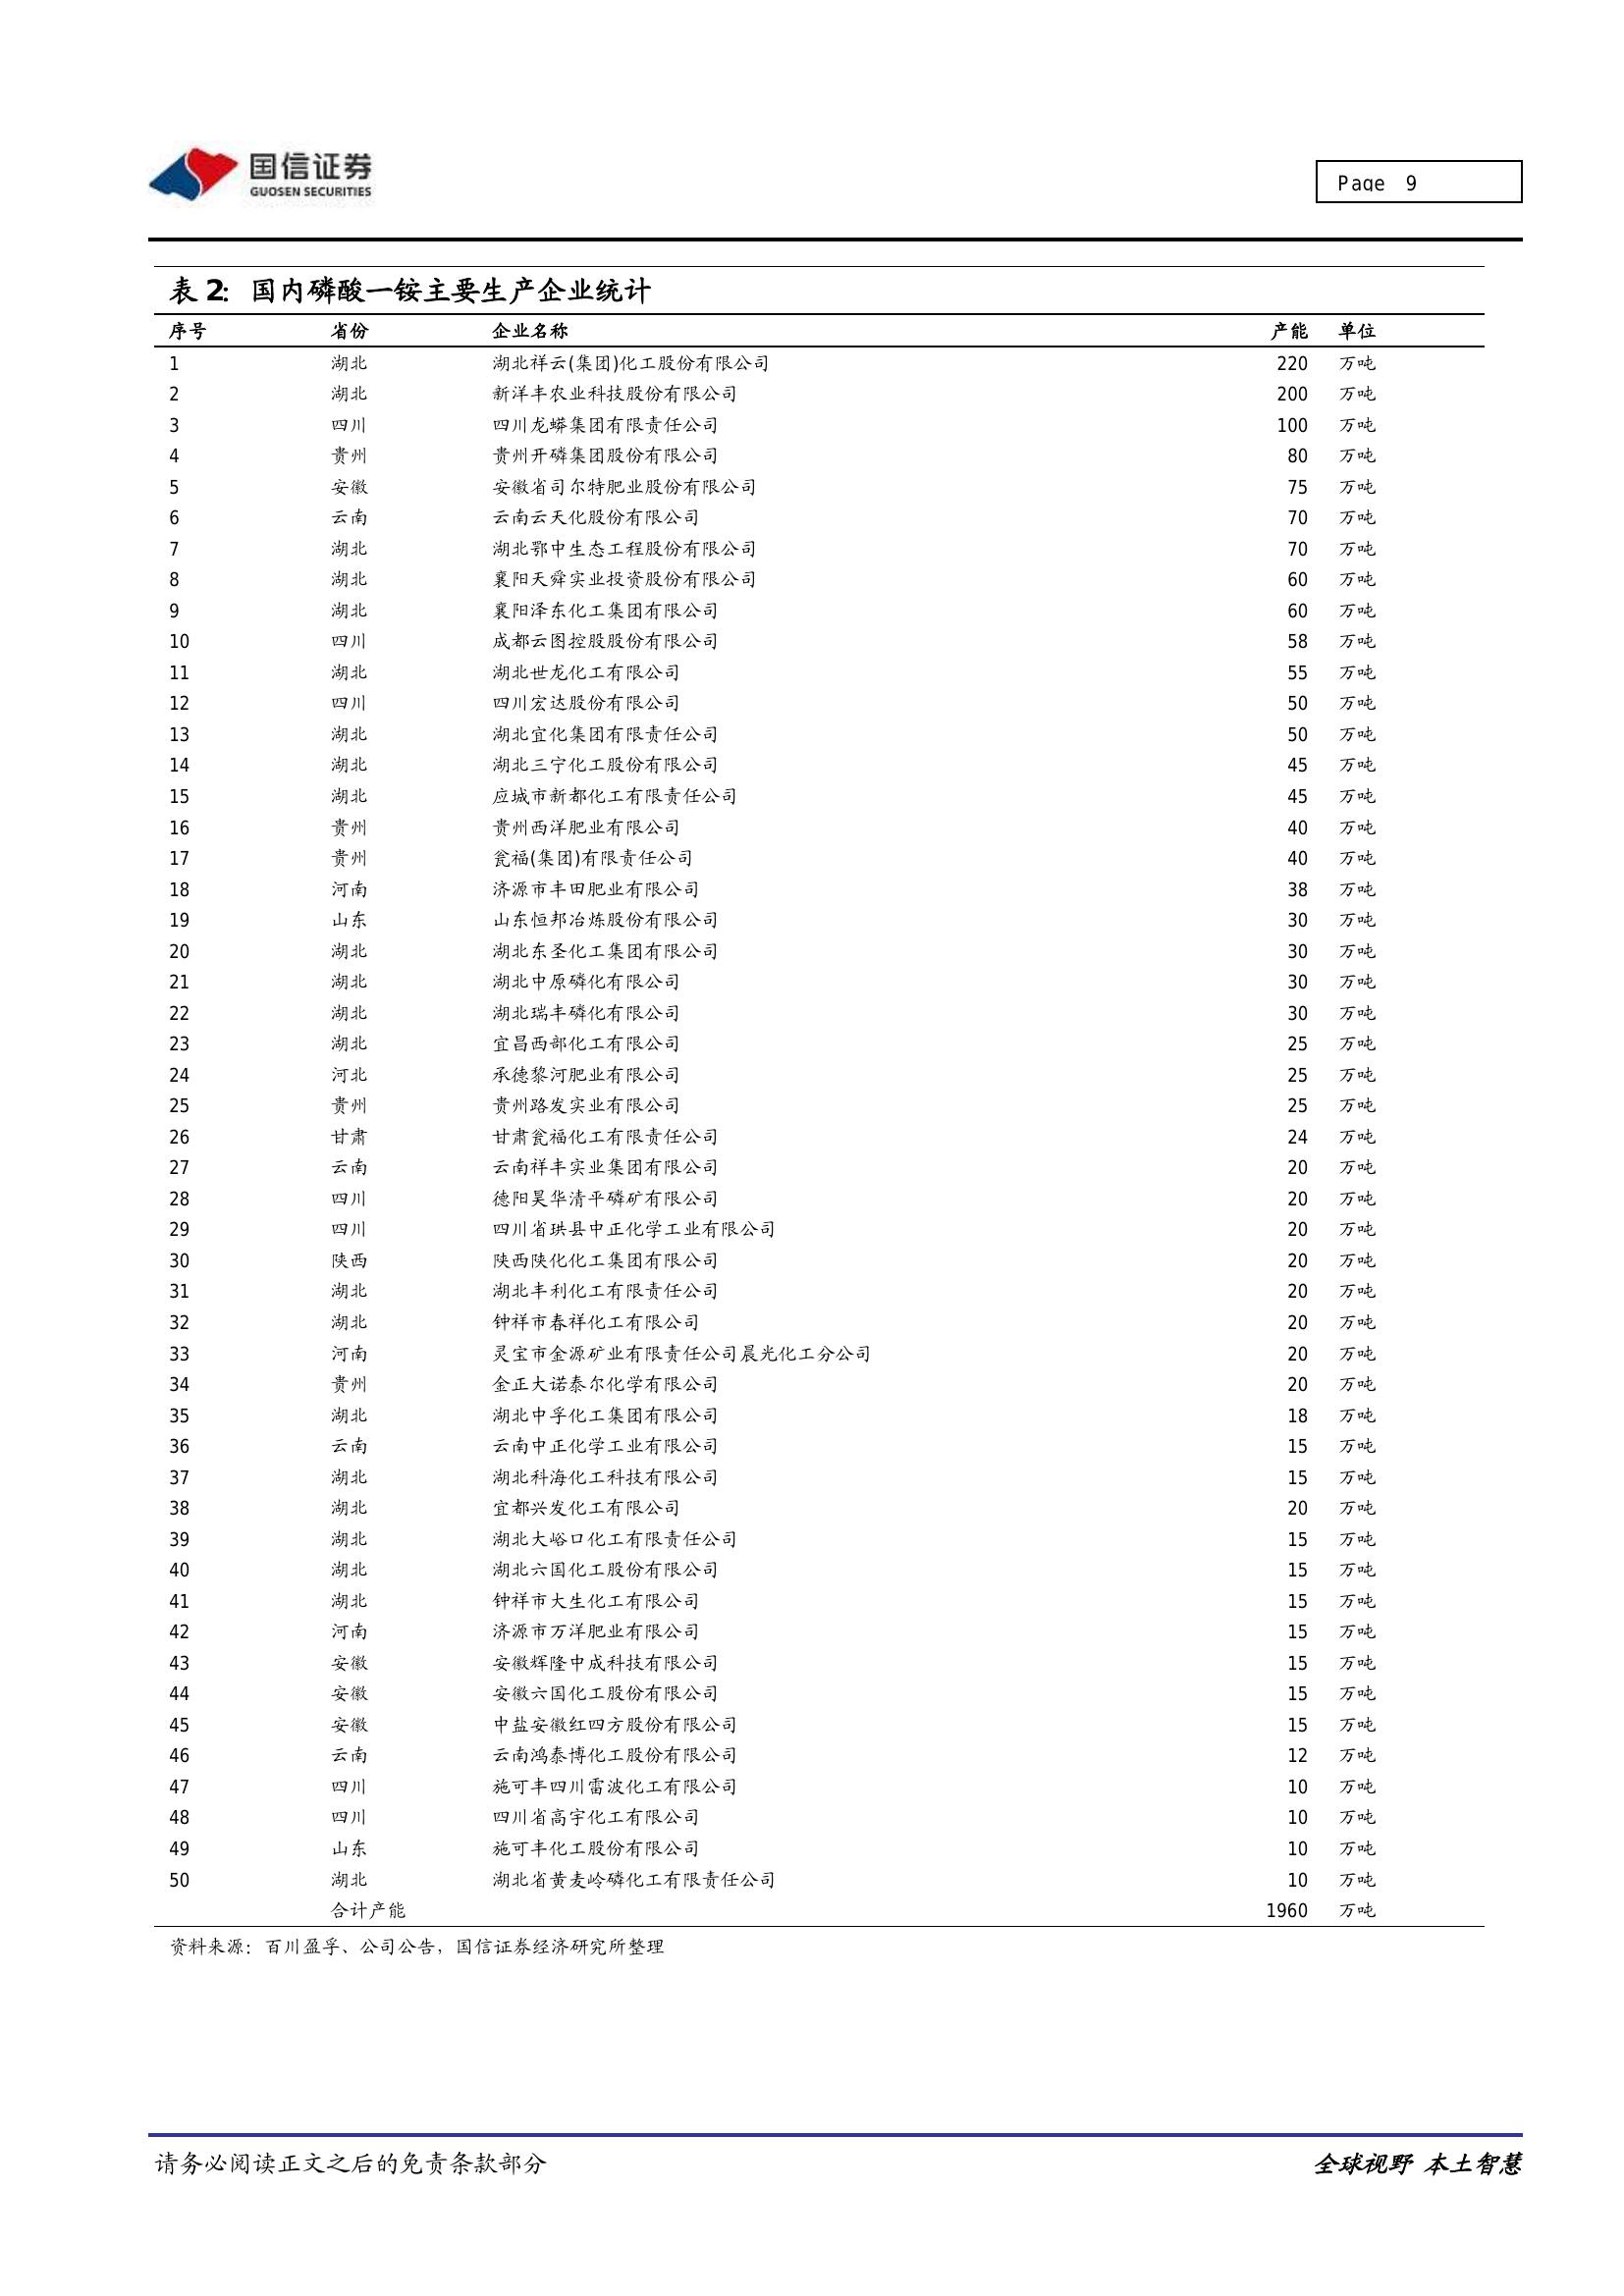 国信证券
GUOSEN SECURITIES
Page 9
表 2: 国内磷酸一铵主要生产企业统计
序号 省份 企业名称 产能 单位
1 湖北 湖北祥云(集团)化工股份有限公司 220 万吨
2 湖北 新洋丰农业科技股份有限公司 200 万吨
3 四川 四川龙蟒集团有限责任公司 100 万吨
4 贵州 贵州开磷集团股份有限公司 80 万吨
5 安徽 安徽省司尔特肥业股份有限公司 75 万吨
6 云南 云南云天化股份有限公司 70 万吨
7 湖北 湖北鄂中生态工程股份有限公司 70 万吨
8 湖北 襄阳天舜实业投资股份有限公司 60 万吨
9 湖北 襄阳泽东化工集团有限公司 60 万吨
10 四川 成都云图控股股份有限公司 58 万吨
11 湖北 湖北世龙化工有限公司 55 万吨
12 四川 四川宏达股份有限公司 50 万吨
13 湖北 湖北宜化集团有限责任公司 50 万吨
14 湖北 湖北三宁化工股份有限公司 45 万吨
15 湖北 应城市新都化工有限责任公司 45 万吨
16 贵州 贵州西洋肥业有限公司 40 万吨
17 贵州 瓮福(集团)有限责任公司 40 万吨
18 河南 济源市丰田肥业有限公司 38 万吨
19 山东 山东恒邦冶炼股份有限公司 30 万吨
20 湖北 湖北东圣化工集团有限公司 30 万吨
21 湖北 湖北中原磷化有限公司 30 万吨
22 湖北 湖北瑞丰磷化有限公司 30 万吨
23 湖北 宜昌西部化工有限公司 25 万吨
24 河北 承德黎河肥业有限公司 25 万吨
25 贵州 贵州路发实业有限公司 25 万吨
26 甘肃 甘肃瓮福化工有限责任公司 24 万吨
27 云南 云南祥丰实业集团有限公司 20 万吨
28 四川 德阳昊华清平磷矿有限公司 20 万吨
29 四川 四川省珙县中正化学工业有限公司 20 万吨
30 陕西 陕西陕化化工集团有限公司 20 万吨
31 湖北 湖北丰利化工有限责任公司 20 万吨
32 湖北 钟祥市春祥化工有限公司 20 万吨
33 河南 灵宝市金源矿业有限责任公司晨光化工分公司 20 万吨
34 贵州 金正大诺泰尔化学有限公司 20 万吨
35 湖北 湖北中孚化工集团有限公司 18 万吨
36 云南 云南中正化学工业有限公司 15 万吨
37 湖北 湖北科海化工科技有限公司 15 万吨
38 湖北 宜都兴发化工有限公司 20 万吨
39 湖北 湖北大峪口化工有限责任公司 15 万吨
40 湖北 湖北六国化工股份有限公司 15 万吨
41 湖北 钟祥市大生化工有限公司 15 万吨
42 河南 济源市万洋肥业有限公司 15 万吨
43 安徽 安徽辉隆中成科技有限公司 15 万吨
44 安徽 安徽六国化工股份有限公司 15 万吨
45 安徽 中盐安徽红四方股份有限公司 15 万吨
46 云南 云南鸿泰博化工股份有限公司 12 万吨
47 四川 施可丰四川雷波化工有限公司 10 万吨
48 四川 四川省高宇化工有限公司 10 万吨
49 山东 施可丰化工股份有限公司 10 万吨
50 湖北 湖北省黄麦岭磷化工有限责任公司 10 万吨
合计产能 1960 万吨
资料来源：百川盈孚、公司公告，国信证券经济研究所整理
请务必阅读正文之后的免责条款部分 全球视野 本土智慧